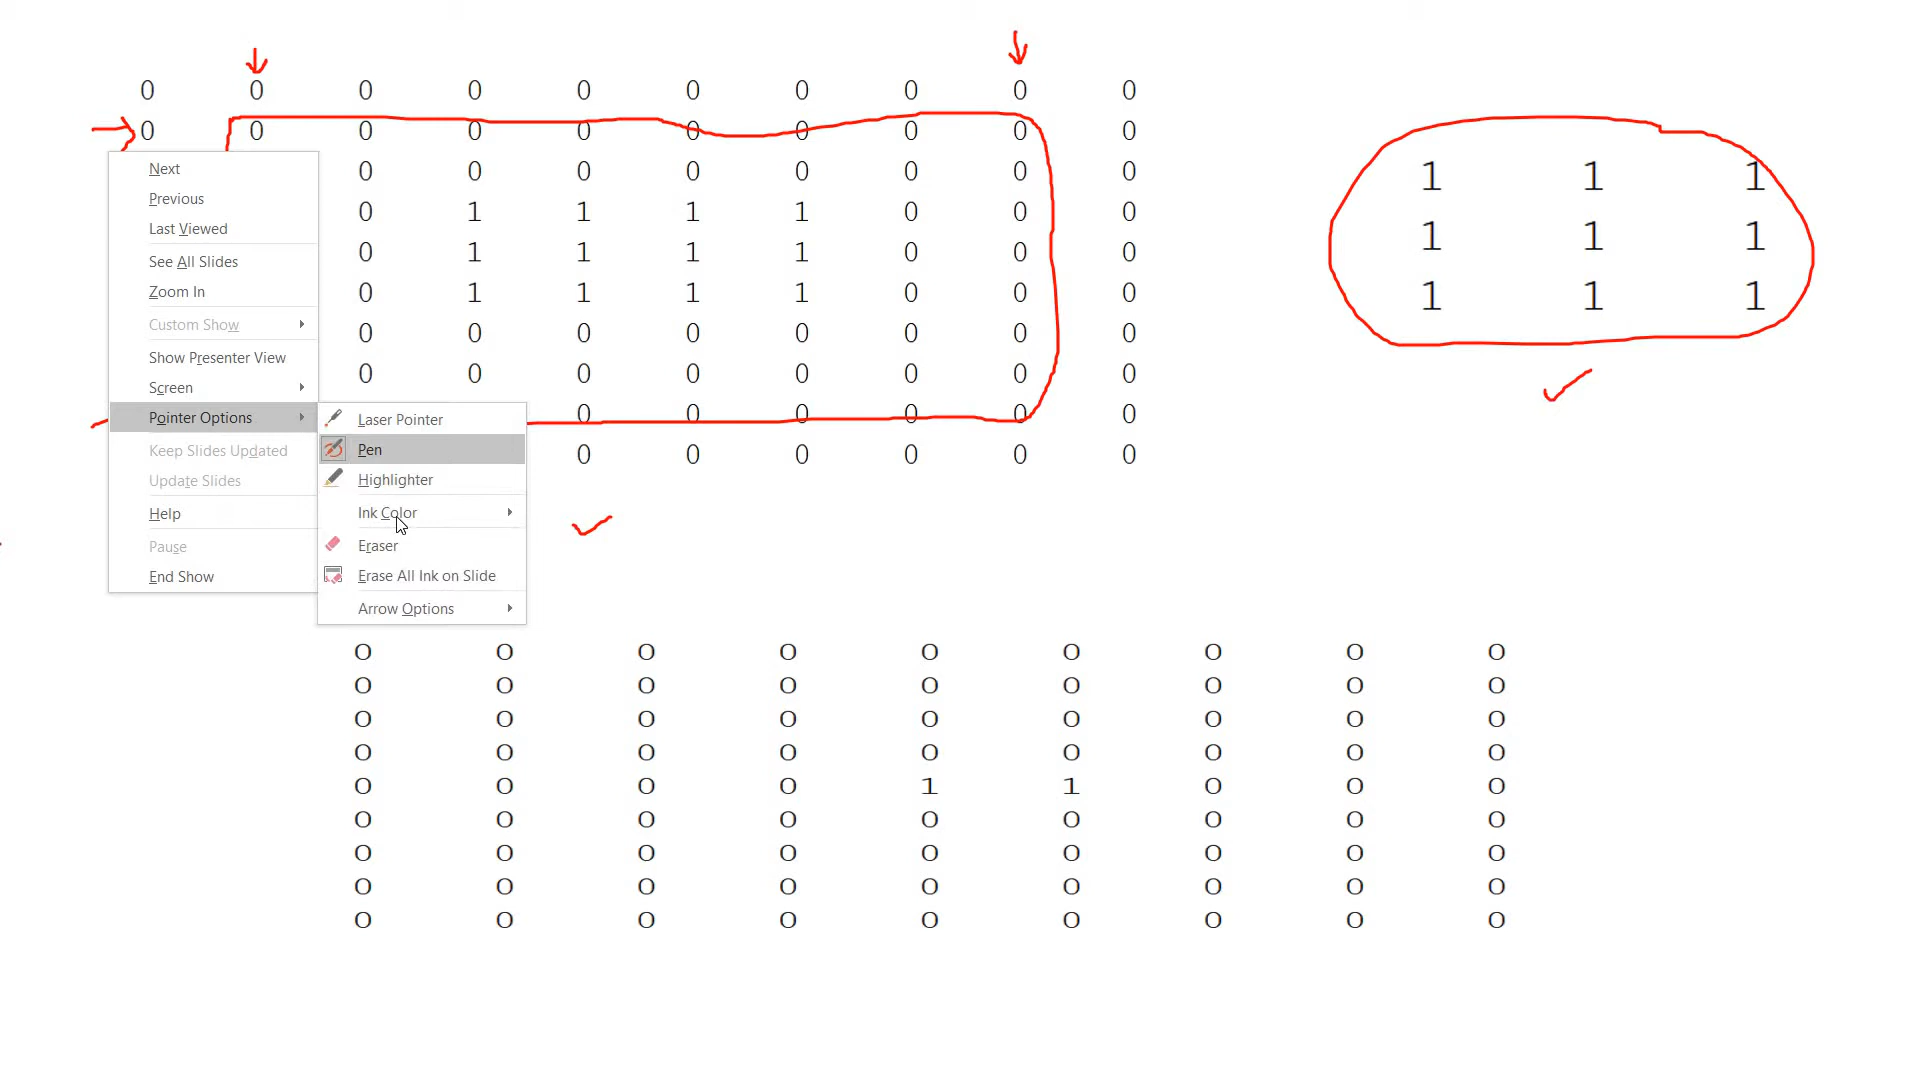 0 0 0 0 0 0 0 0 0 0
0 0 0 0 0 0 0 0 0 0
0 0 0 0 0 0 0 0
0 1 1 1 1 0 0 0
0 1 1 1 1 0 0 0
0 1 1 1 1 0 0 0
0 0 0 0 0 0 0 0
0 0 0 0 0 0 0 0
0 0 0 0 0 0
0 0 0 0 0 0
1 1 1
1 1 1
1 1 1
Next
Previous
Last Viewed
See All Slides
Zoom In
Custom Show
Show Presenter View
Screen
Pointer Options
Keep Slides Updated
Update Slides
Help
Pause
End Show
Laser Pointer
Pen
Highlighter
Ink Color
Eraser
Erase All Ink on Slide
Arrow Options
0 0 0 0 0 0 0 0 0
0 0 0 0 0 0 0 0 0
0 0 0 0 0 0 0 0 0
0 0 0 0 0 0 0 0 0
0 0 0 0 1 1 0 0 0
0 0 0 0 0 0 0 0 0
0 0 0 0 0 0 0 0 0
0 0 0 0 0 0 0 0 0
0 0 0 0 0 0 0 0 0